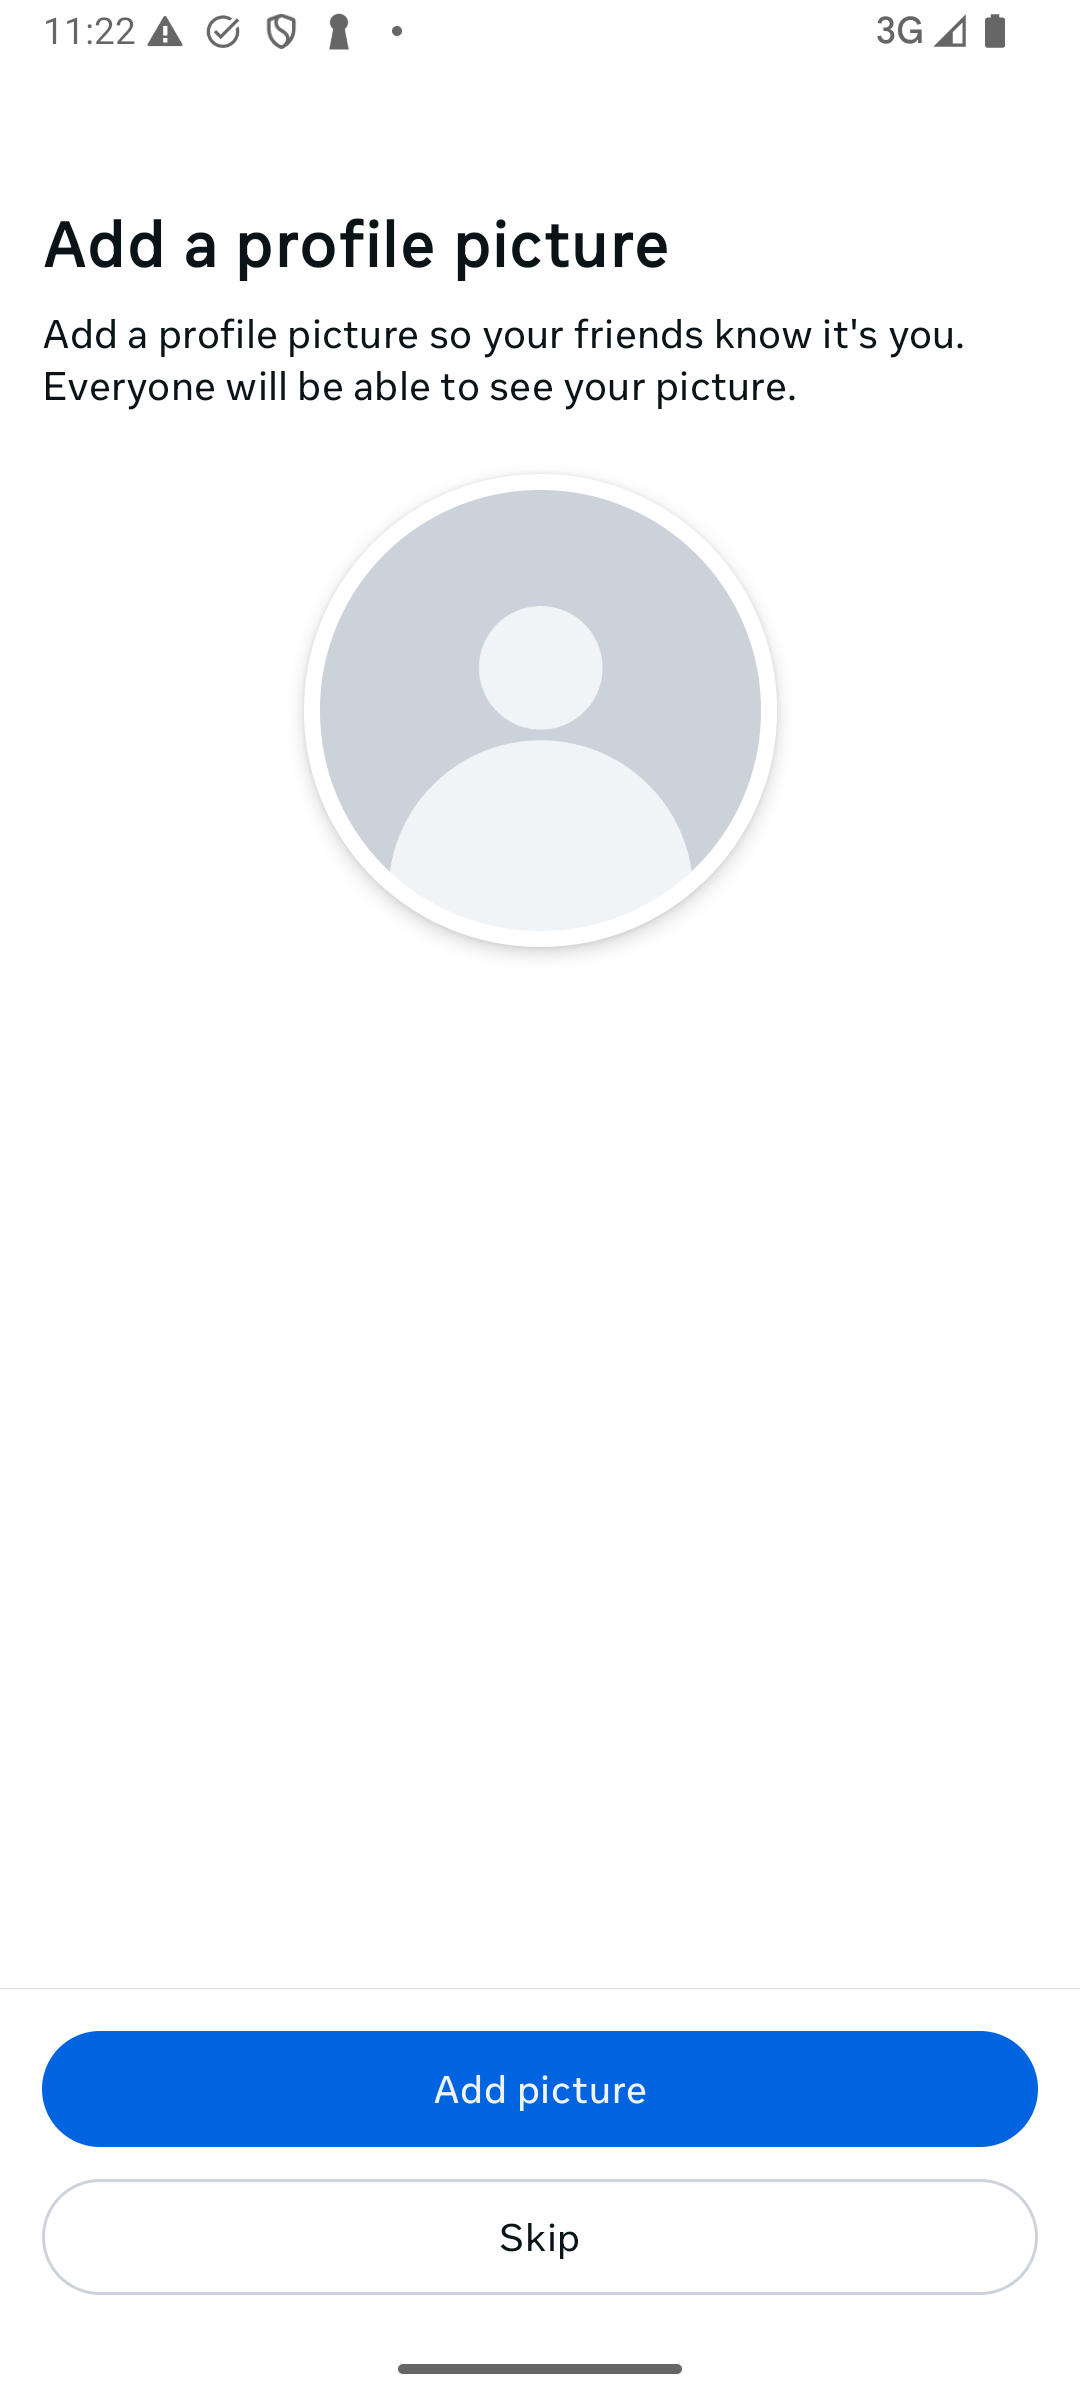 11:22
3G
Add a profile picture
Add a profile picture so your friends know it's you.
Everyone will be able to see your picture.
Add picture
Skip